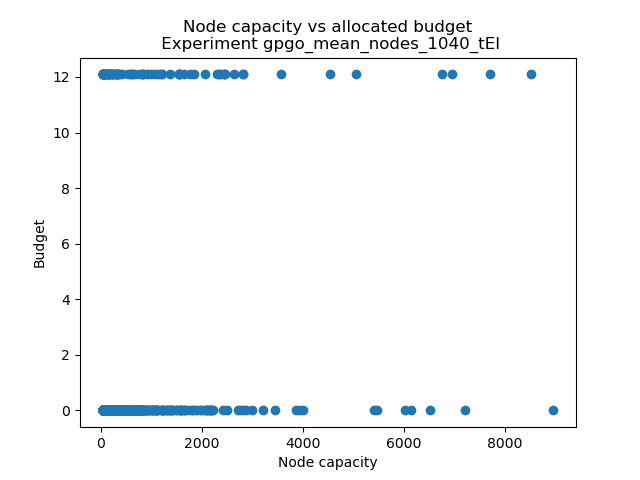 Node capacity vs allocated budget
Experiment gpgo_mean_nodes_1040_tEI
12
10
8
6
4
2
0
Budget
0 2000 4000 6000 8000
Node capacity